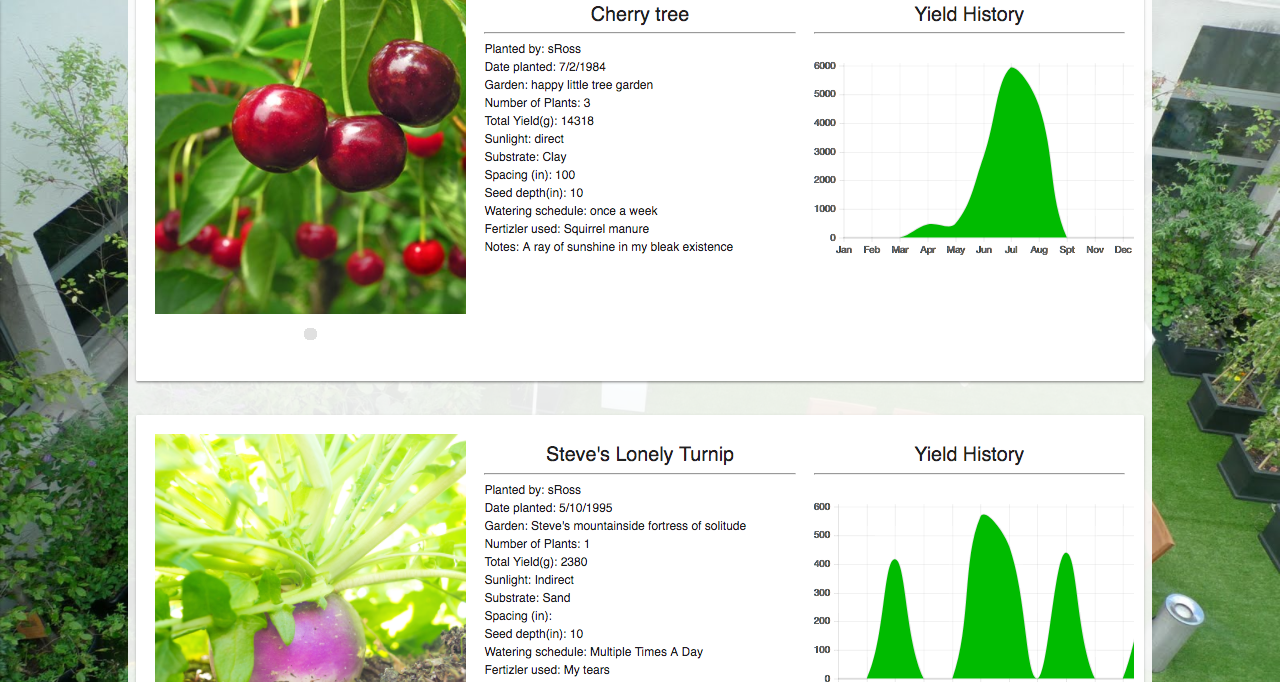 Cherry tree
Planted by: sRoss
Date planted: 7/2/1984
Garden: happy little tree garden
Number of Plants: 3
Total Yield(g): 14318
Sunlight: direct
Substrate: Clay
Spacing (in): 100
Seed depth(in): 10
Watering schedule: once a week
Fertizler used: Squirrel manure
Notes: A ray of sunshine in my bleak existence
Yield History
6000
5000
4000
3000
2000
1000
0
Jan Feb Mar Apr May Jun Jul Aug Spt Nov Dec
Steve's Lonely Turnip
Planted by: sRoss
Date planted: 5/10/1995
Garden: Steve's mountainside fortress of solitude
Number of Plants: 1
Total Yield(g): 2380
Sunlight: Indirect
Substrate: Sand
Spacing (in):
Seed depth(in): 10
Watering schedule: Multiple Times A Day
Fertizler used: My tears
Yield History
600
500
400
300
200
100
0